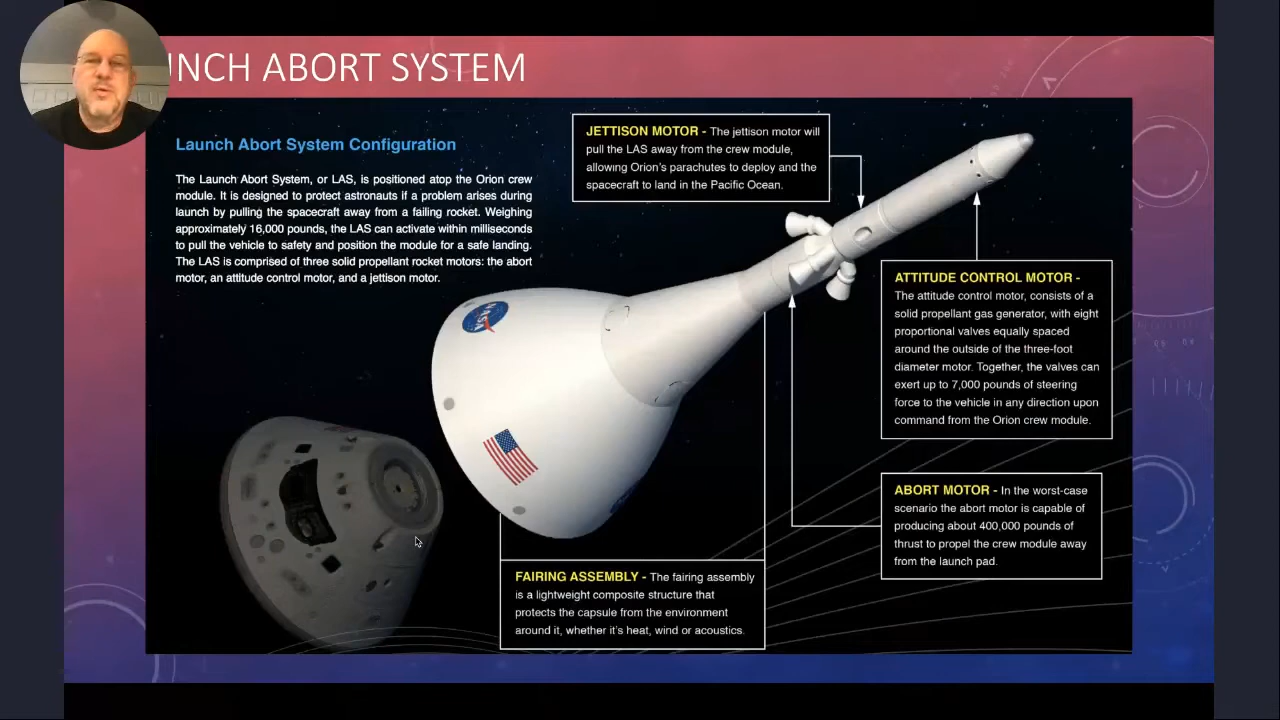 NCH ABORT SYSTEM
Launch Abort System Configuration
The Launch Abort System, or LAS, is positioned atop the Orion crew
module. It is designed to protect astronauts if a problem arises during
launch by pulling the spacecraft away from a failing rocket. Weighing
approximately 16,000 pounds, the LAS can activate within milliseconds
to pull the vehicle to safety and position the module for a safe landing.
The LAS is comprised of three solid propellant rocket motors: the abort
motor, an attitude control motor, and a jettison motor.
JETTISON MOTOR - The jettison motor will
pull the LAS away from the crew module,
allowing Orion's parachutes to deploy and the
spacecraft to land in the Pacific Ocean.
ATTITUDE CONTROL MOTOR -
The attitude control motor, consists of a
solid propellant gas generator, with eight
proportional valves equally spaced
around the outside of the three-foot
diameter motor. Together, the valves can
exert up to 7,000 pounds of steering
force to the vehicle in any direction upon
command from the Orion crew module.
NASA
ABORT MOTOR - In the worst-case
scenario the abort motor is capable of
producing about 400,000 pounds of
thrust to propel the crew module away
from the launch pad.
FAIRING ASSEMBLY - The fairing assembly
is a lightweight composite structure that
protects the capsule from the environment
around it, whether it's heat, wind or acoustics.